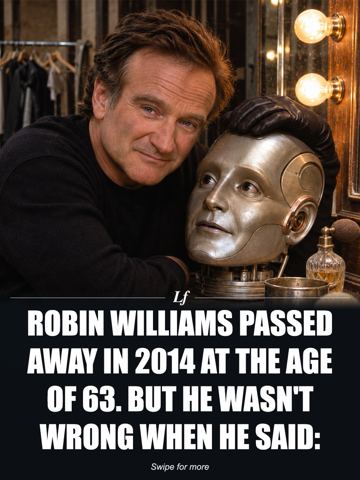 Lf
ROBIN WILLIAMS PASSED
AWAY IN 2014 AT THE AGE
OF 63. BUT HE WASN'T
WRONG WHEN HE SAID:
Swipe for more